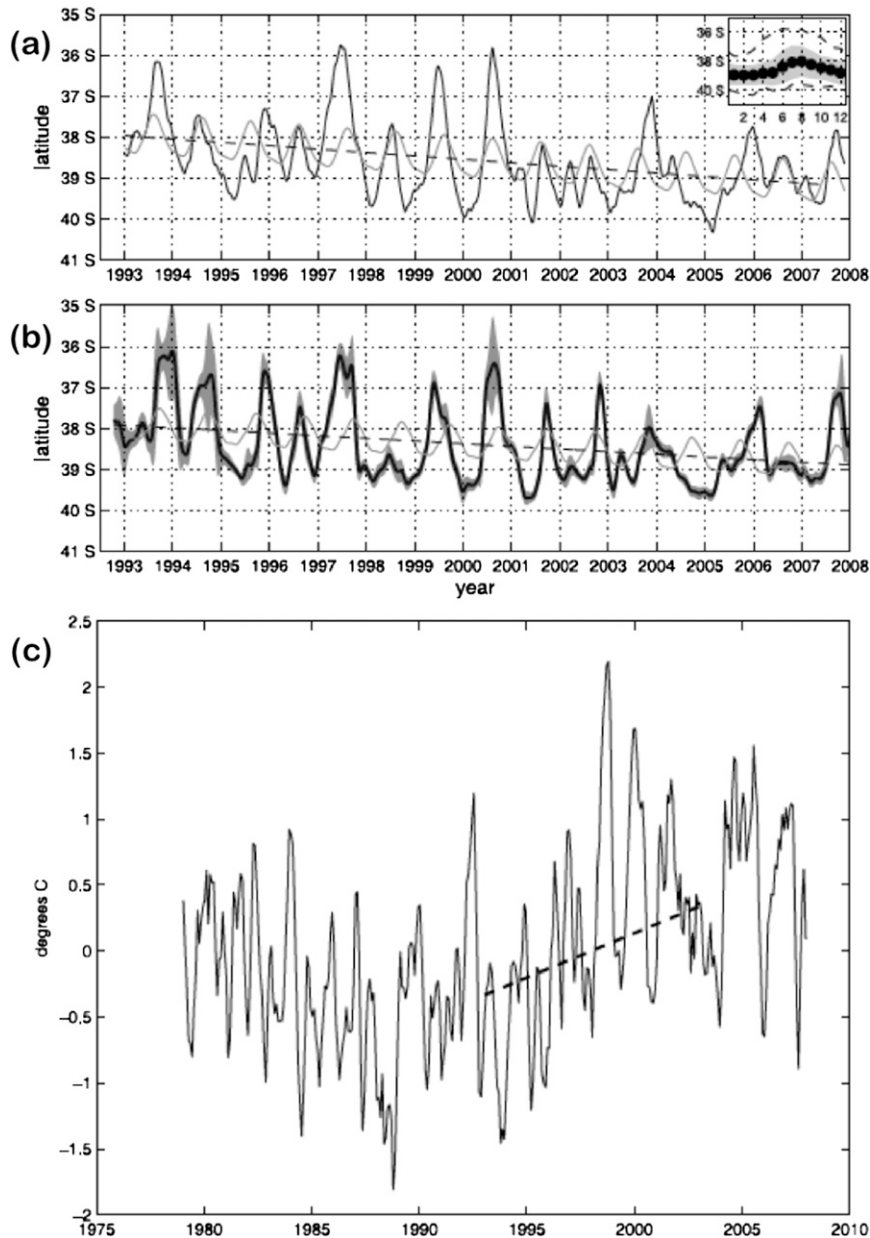 (a)
35 S
36 S
37 S
38 S
39 S
40 S
41 S
latitude
36 S
38 S
40 S
2 4 6 8 10 12
1993 1994 1995 1996 1997 1998 1999 2000 2001 2002 2003 2004 2005 2006 2007 2008
(b)
35 S
36 S
37 S
38 S
39 S
40 S
41 S
latitude
1993 1994 1995 1996 1997 1998 1999 2000 2001 2002 2003 2004 2005 2006 2007 2008
year
(c)
2.5
2
1.5
1
0.5
0
−0.5
−1
−1.5
−2
degrees C
1975 1980 1985 1990 1995 2000 2005 2010